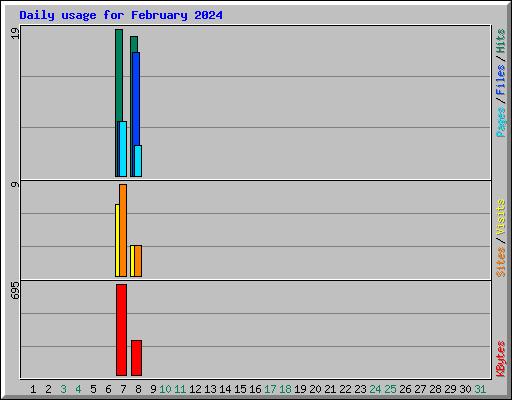 Daily usage for February 2024
19
Pages / Files / Hits
9
Sites / Visits
695
KBytes
1 2 3 4 5 6 7 8 9 10 11 12 13 14 15 16 17 18 19 20 21 22 23 24 25 26 27 28 29 30 31